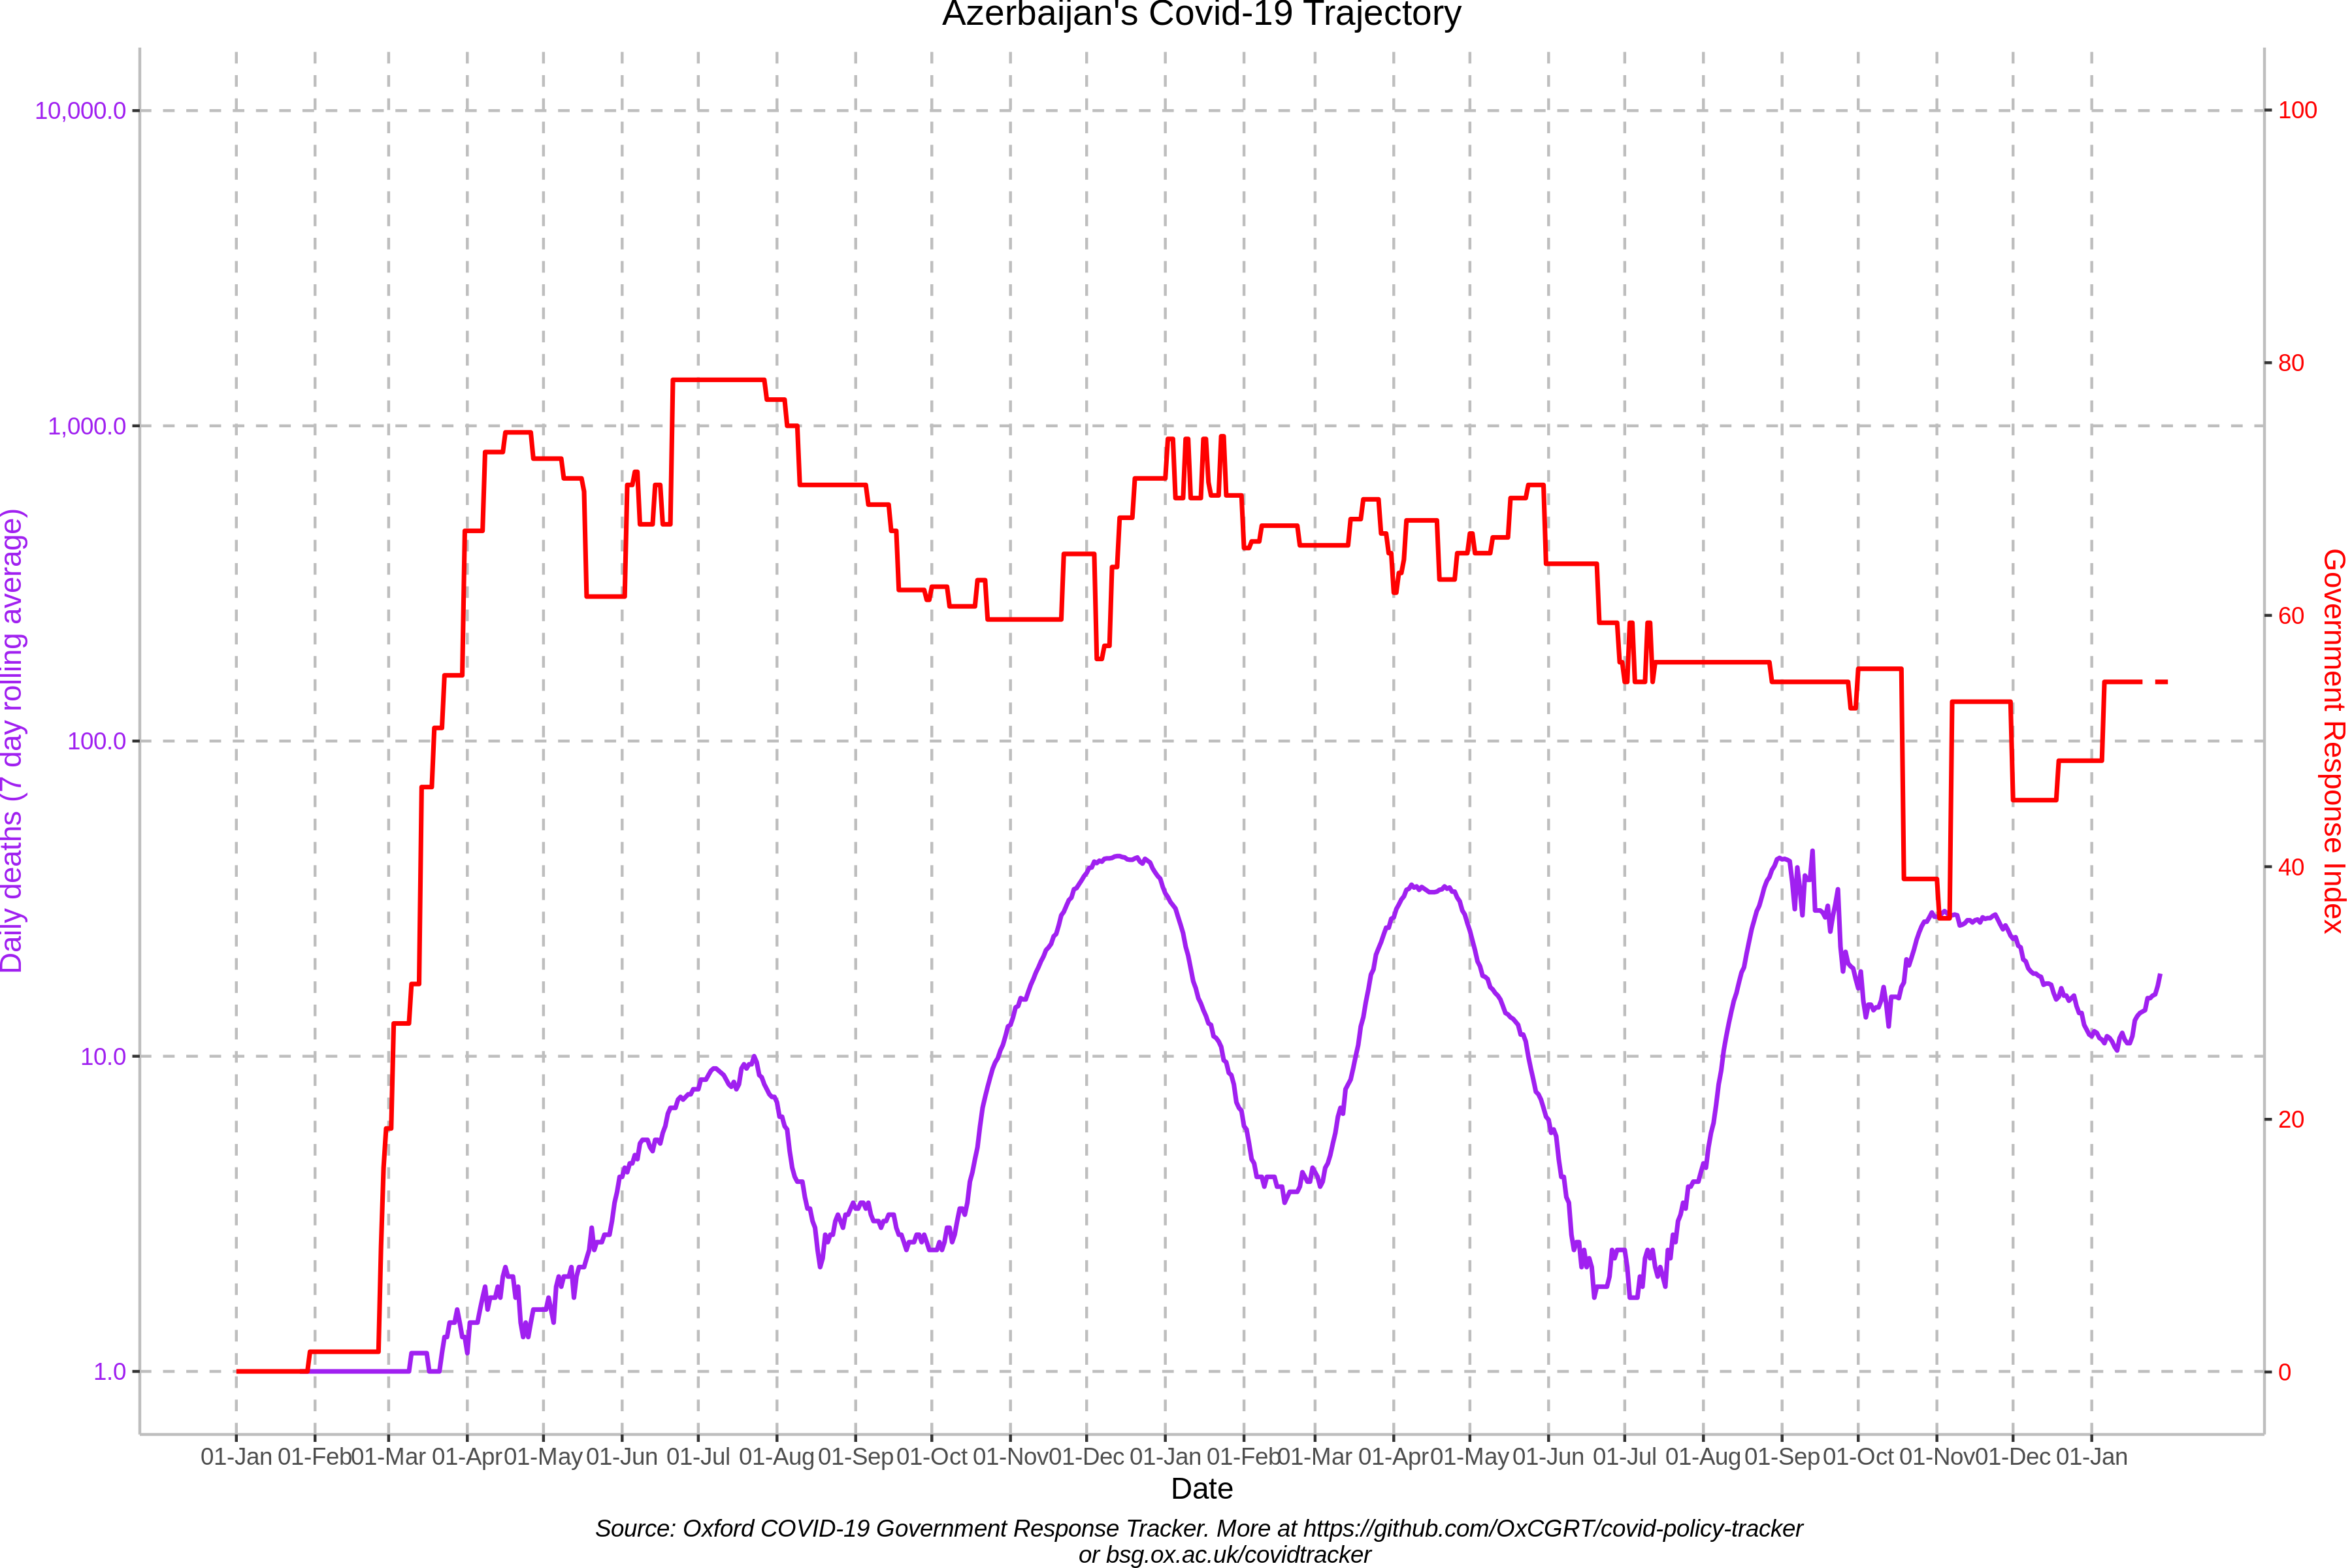 Azerbaijan's Covid-19 Trajectory
Daily deaths (7 day rolling average)
10,000.0
1,000.0
100.0
10.0
1.0
100
80
60
40
20
0
Government Response Index
01-Jan 01-Feb 01-Mar 01-Apr 01-May 01-Jun 01-Jul 01-Aug 01-Sep 01-Oct 01-Nov 01-Dec 01-Jan 01-Feb 01-Mar 01-Apr 01-May 01-Jun 01-Jul 01-Aug 01-Sep 01-Oct 01-Nov 01-Dec 01-Jan
Date
Source: Oxford COVID-19 Government Response Tracker. More at https://github.com/OxCGRT/covid-policy-tracker
or bsg.ox.ac.uk/covidtracker